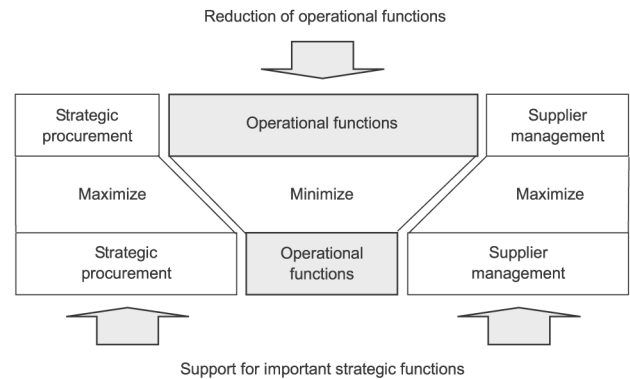 Reduction of operational functions
Strategic
procurement
Operational functions
Supplier
management
Maximize
Minimize
Maximize
Strategic
procurement
Operational
functions
Supplier
management
Support for important strategic functions